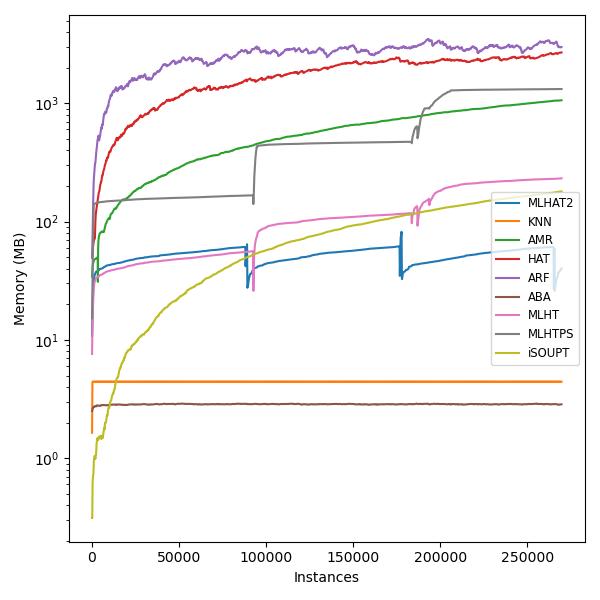 Memory (MB)
10³
10²
10¹
10⁰
MLHAT2
KNN
AMR
HAT
ARF
ABA
MLHT
MLHTPS
iSOUPT
0 50000 100000 150000 200000 250000
Instances